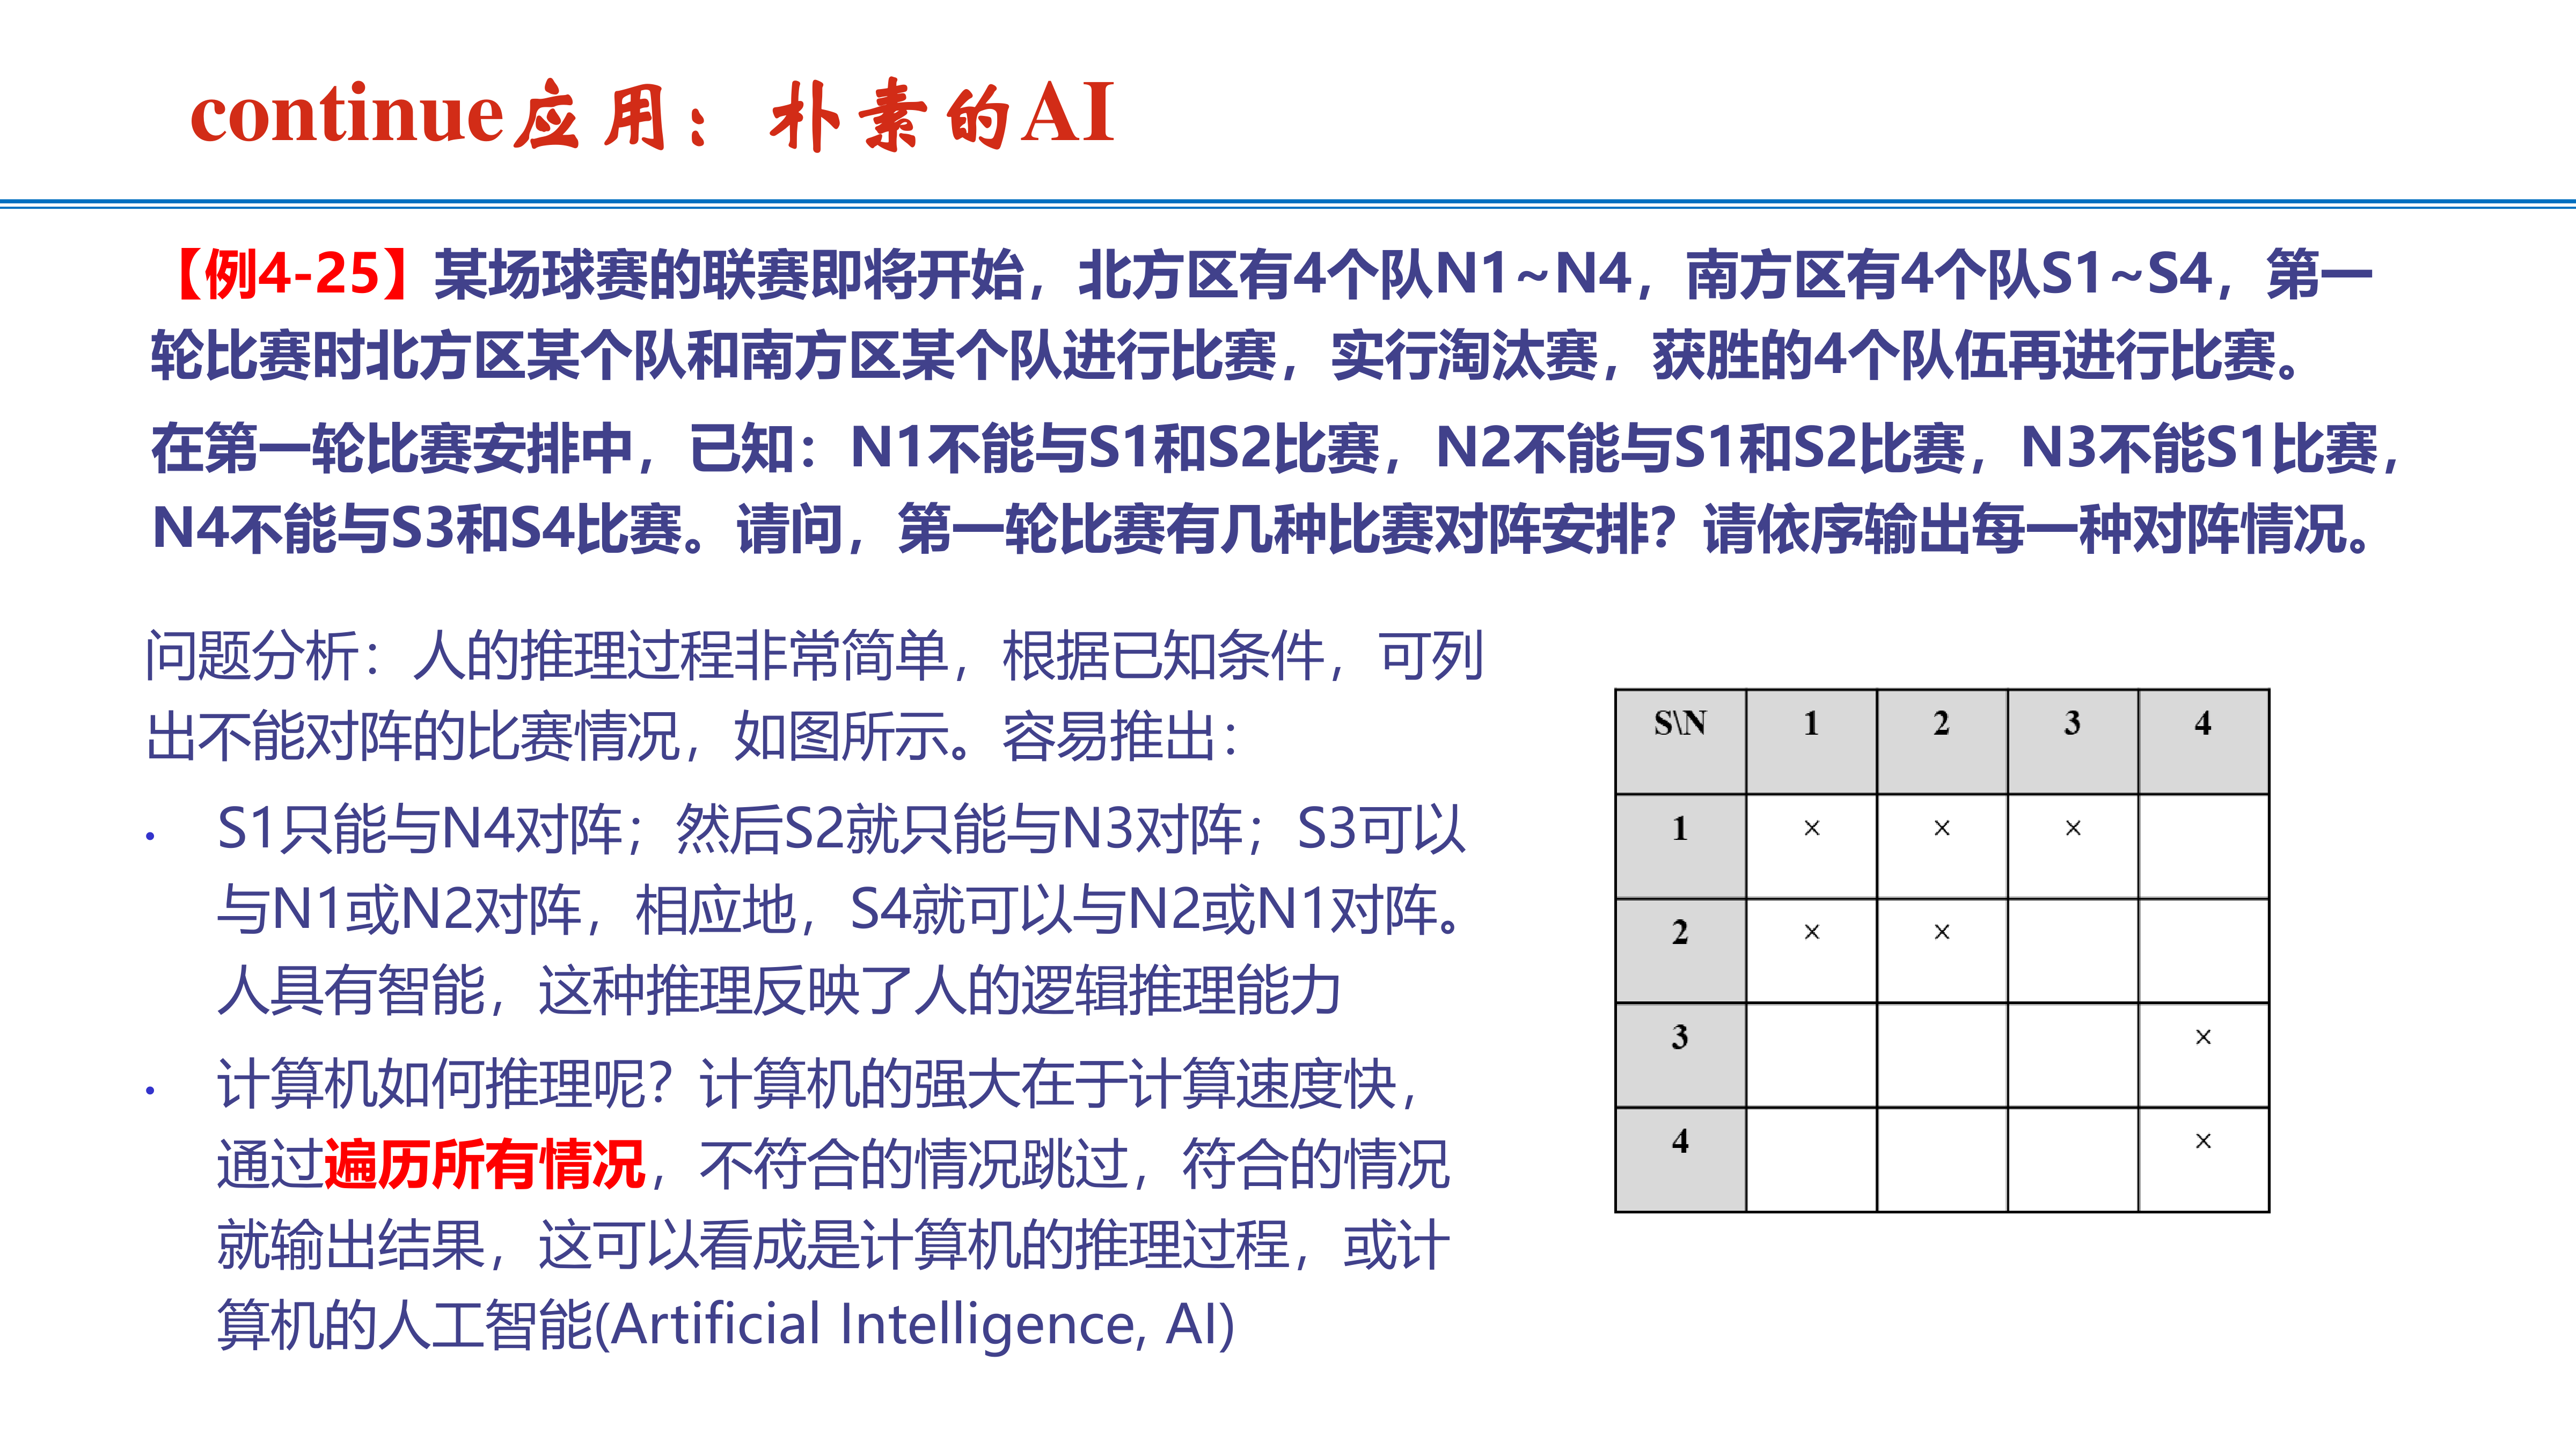 continue应用：朴素的AI
【例4-25】某场球赛的联赛即将开始，北方区有4个队N1~N4，南方区有4个队S1~S4，第一
轮比赛时北方区某个队和南方区某个队进行比赛，实行淘汰赛，获胜的4个队伍再进行比赛。
在第一轮比赛安排中，已知：N1不能与S1和S2比赛，N2不能与S1和S2比赛，N3不能S1比赛，
N4不能与S3和S4比赛。请问，第一轮比赛有几种比赛对阵安排？请依序输出每一种对阵情况。
问题分析：人的推理过程非常简单，根据已知条件，可列
出不能对阵的比赛情况，如图所示。容易推出：
• S1只能与N4对阵；然后S2就只能与N3对阵；S3可以
与N1或N2对阵，相应地，S4就可以与N2或N1对阵。
人具有智能，这种推理反映了人的逻辑推理能力
• 计算机如何推理呢？计算机的强大在于计算速度快，
通过遍历所有情况，不符合的情况跳过，符合的情况
就输出结果，这可以看成是计算机的推理过程，或计
算机的人工智能(Artificial Intelligence, AI)
S\N 1 2 3 4
1 × × ×
2 × ×
3 ×
4 ×